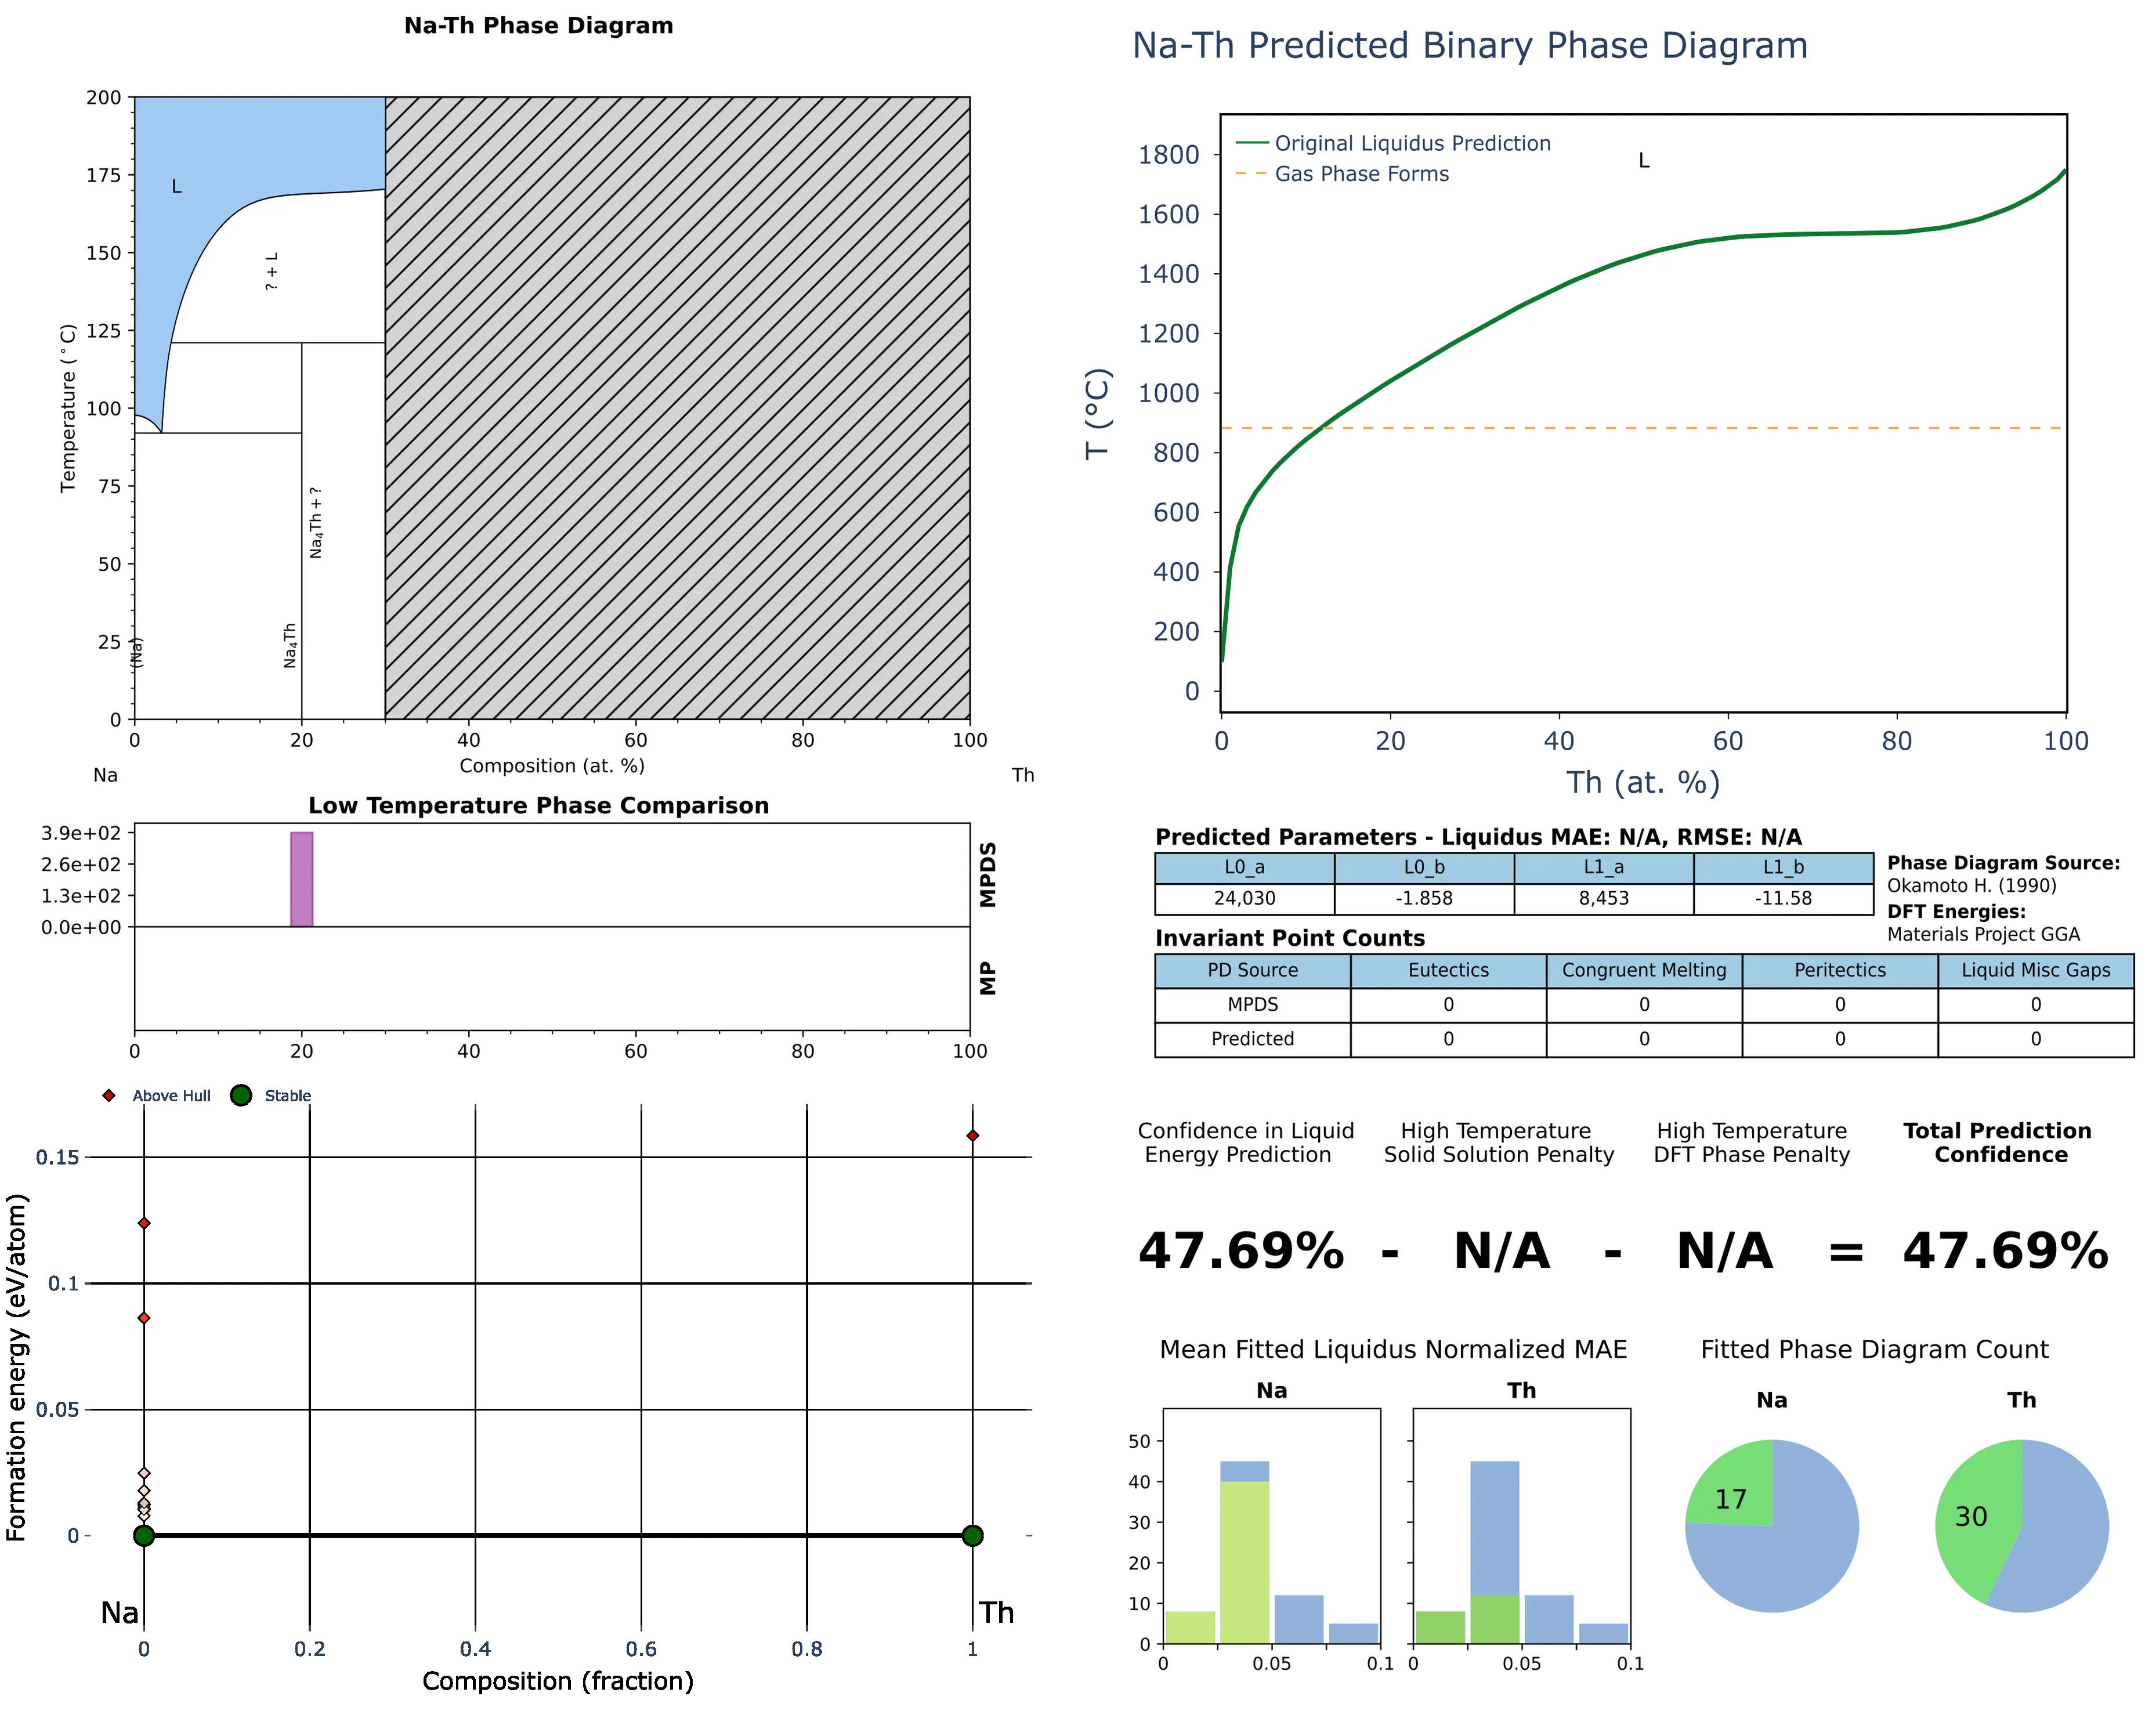 Na-Th Phase Diagram
200
175
150
125
100
75
50
25
0
Temperature (°C)
L
? + L
Na4Th + ?
Na4Th
(Na)
0 20 40 60 80 100
Composition (at. %)
Na
Th
Low Temperature Phase Comparison
3.9e+02
2.6e+02
1.3e+02
0.0e+00
MPDS
MP
0 20 40 60 80 100
Above Hull Stable
0.15
0.1
0.05
0
Formation energy (eV/atom)
Na Th
0 0.2 0.4 0.6 0.8 1
Composition (fraction)
Na-Th Predicted Binary Phase Diagram
Original Liquidus Prediction
Gas Phase Forms
L
1800
1600
1400
1200
1000
800
600
400
200
0
T (°C)
0 20 40 60 80 100
Th (at. %)
Predicted Parameters - Liquidus MAE: N/A, RMSE: N/A
L0_a L0_b L1_a L1_b
24,030 -1.858 8,453 -11.58
Phase Diagram Source:
Okamoto H. (1990)
DFT Energies:
Materials Project GGA
Invariant Point Counts
PD Source Eutectics Congruent Melting Peritectics Liquid Misc Gaps
MPDS 0 0 0 0
Predicted 0 0 0 0
Confidence in Liquid
Energy Prediction
High Temperature
Solid Solution Penalty
High Temperature
DFT Phase Penalty
Total Prediction
Confidence
47.69% - N/A - N/A = 47.69%
Mean Fitted Liquidus Normalized MAE
Na
Th
50
40
30
20
10
0
0 0.05 0.1
0 0.05 0.1
Fitted Phase Diagram Count
Na
Th
17
30